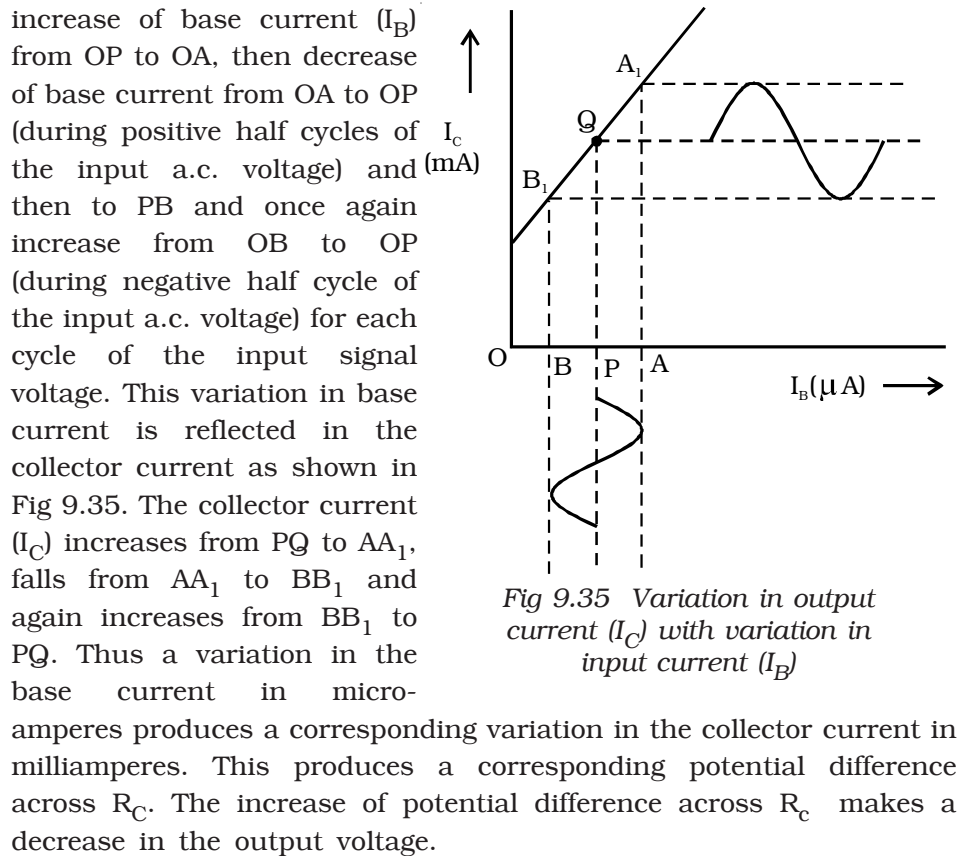 increase of base current (I_B)
from OP to OA, then decrease
of base current from OA to OP
(during positive half cycles of
the input a.c. voltage) and
then to PB and once again
increase from OB to OP
(during negative half cycle of
the input a.c. voltage) for each
cycle of the input signal
voltage. This variation in base
current is reflected in the
collector current as shown in
Fig 9.35. The collector current
(I_C) increases from PQ to AA_1,
falls from AA_1 to BB_1 and
again increases from BB_1 to
PQ. Thus a variation in the
base current in micro-
amperes produces a corresponding variation in the collector current in
milliamperes. This produces a corresponding potential difference
across R_C. The increase of potential difference across R_c makes a
decrease in the output voltage.
I_C
(mA)
A_1
Q
B_1
O
B P A
I_B(μA)
Fig 9.35 Variation in output
current (I_C) with variation in
input current (I_B)